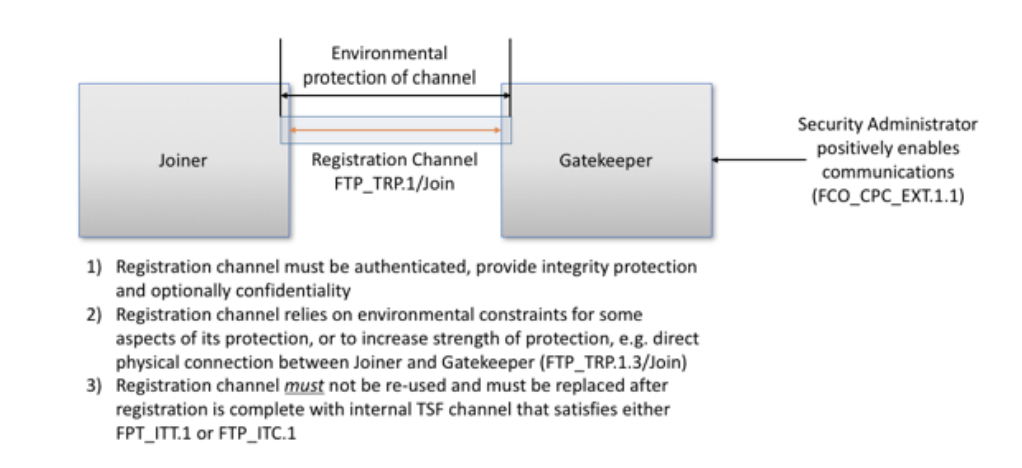 Environmental
protection of channel
Joiner
Registration Channel
FTP_TRP.1/Join
Gatekeeper
Security Administrator
positively enables
communications
(FCO_CPC_EXT.1.1)
1) Registration channel must be authenticated, provide integrity protection
and optionally confidentiality
2) Registration channel relies on environmental constraints for some
aspects of its protection, or to increase strength of protection, e.g. direct
physical connection between Joiner and Gatekeeper (FTP_TRP.1.3/Join)
3) Registration channel must not be re-used and must be replaced after
registration is complete with internal TSF channel that satisfies either
FPT_ITT.1 or FTP_ITC.1